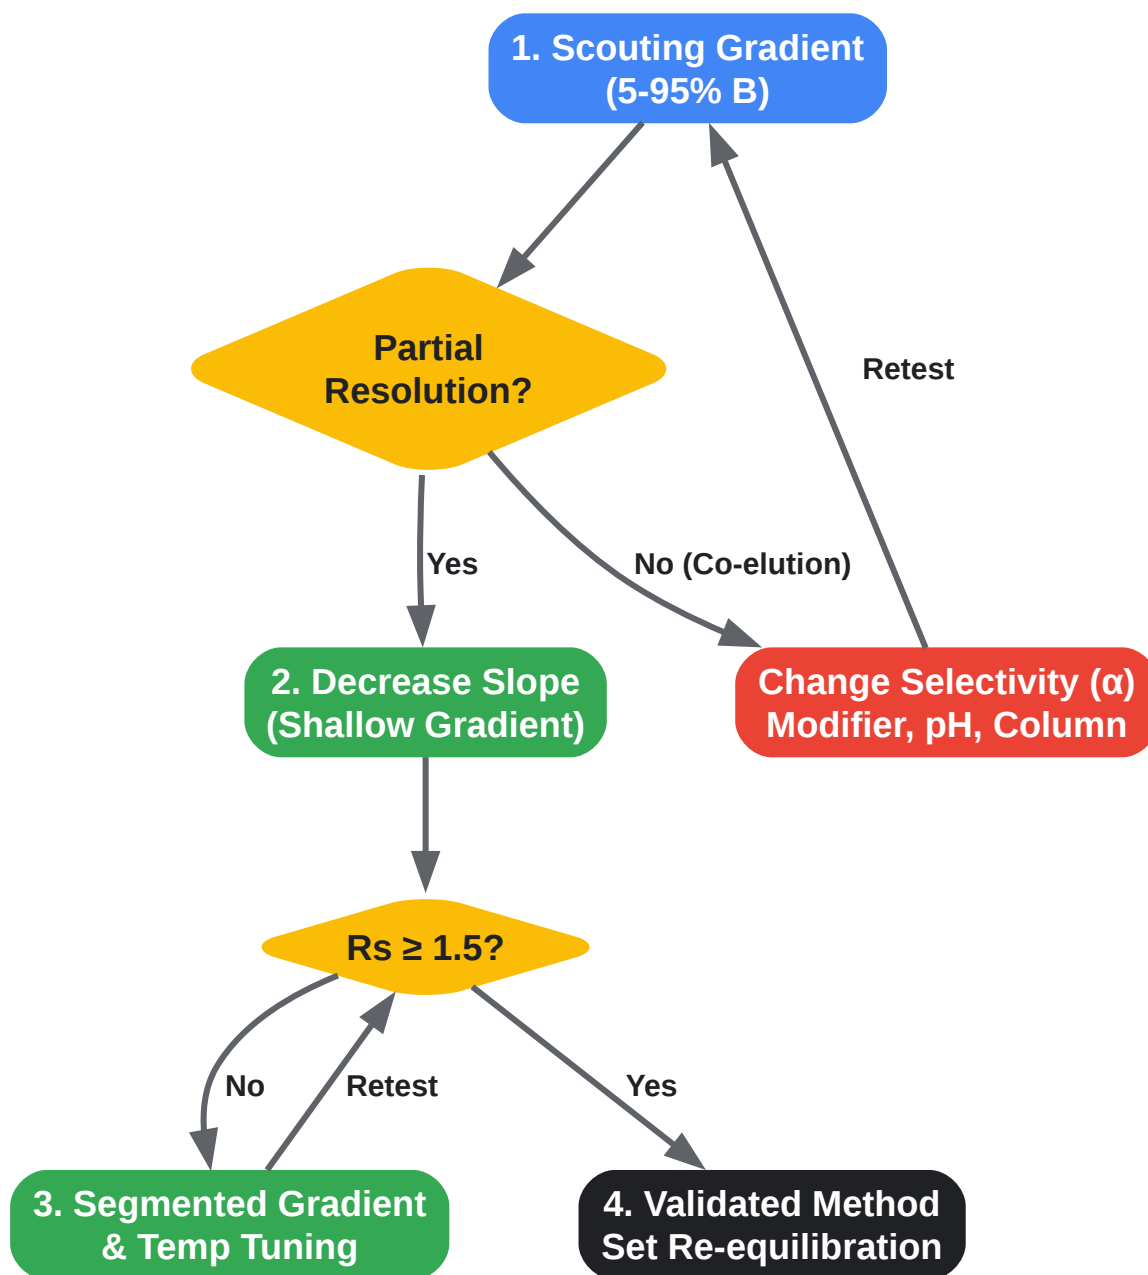 1. Scouting Gradient
(5-95% B)
Partial
Resolution?
Retest
Yes
No (Co-elution)
2. Decrease Slope
(Shallow Gradient)
Change Selectivity (α)
Modifier, pH, Column
Rs ≥ 1.5?
No
Retest
Yes
3. Segmented Gradient
& Temp Tuning
4. Validated Method
Set Re-equilibration